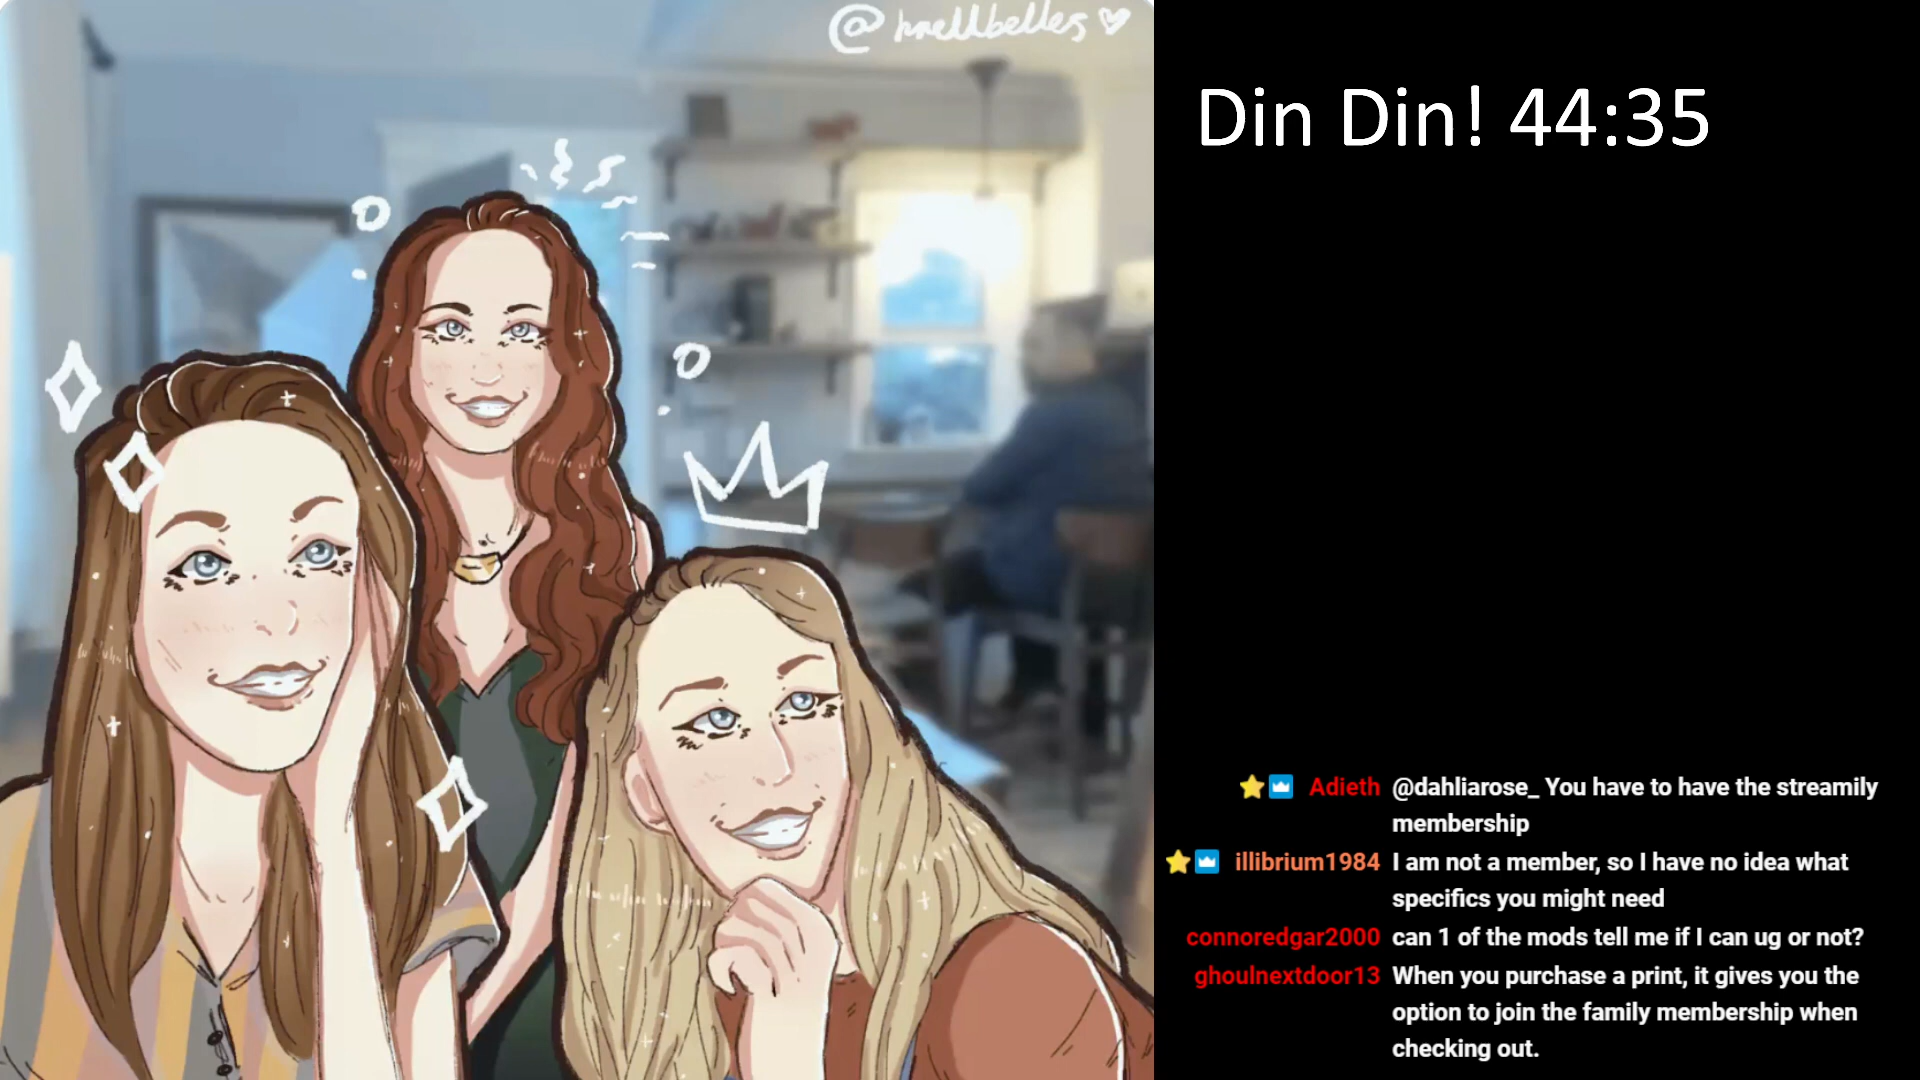 @knellbelles
Din Din! 44:35
Adieth @dahliarose_ You have to have the streamily
membership
illibrium1984 I am not a member, so I have no idea what
specifics you might need
connoredgar2000 can 1 of the mods tell me if I can ug or not?
ghoulnextdoor13 When you purchase a print, it gives you the
option to join the family membership when
checking out.